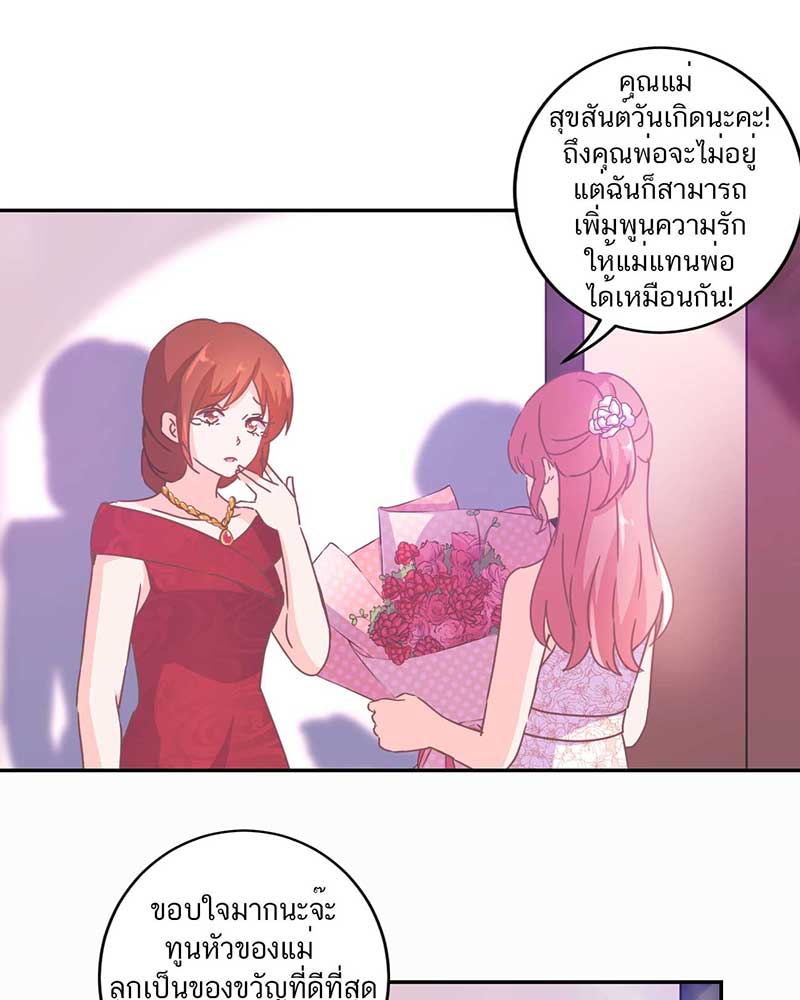 คุณแม่
สุขสันต์วันเกิดนะคะ!
ถึงคุณพ่อจะไม่อยู่
แต่ฉันก็สามารถ
เพิ่มพูนความรัก
ให้แม่แทนพ่อ
ได้เหมือนกัน!
ขอบใจมากนะจ๊ะ
ทูนหัวของแม่
ลูกเป็นของขวัญที่ดีที่สุด